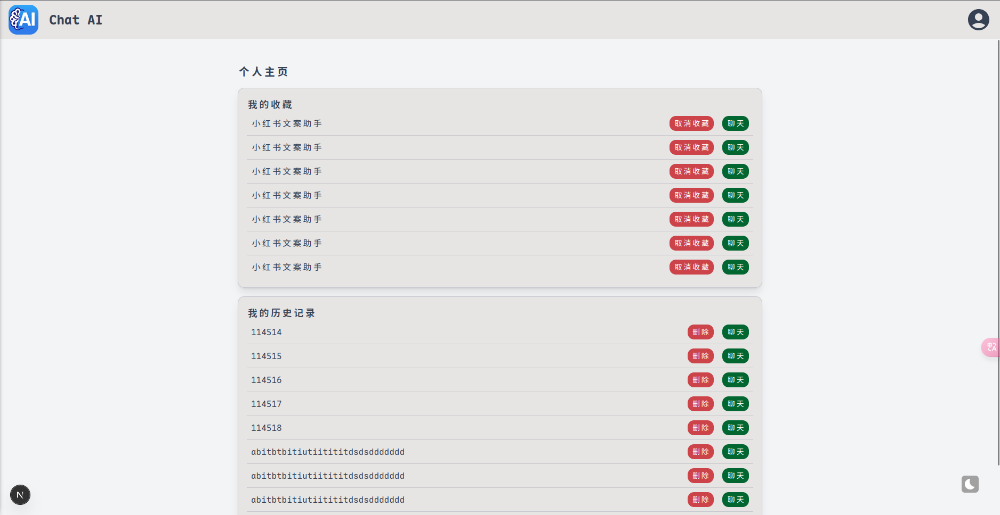 AI Chat AI
个人主页
我的收藏
小红书文案助手 取消收藏 聊天
小红书文案助手 取消收藏 聊天
小红书文案助手 取消收藏 聊天
小红书文案助手 取消收藏 聊天
小红书文案助手 取消收藏 聊天
小红书文案助手 取消收藏 聊天
小红书文案助手 取消收藏 聊天
我的历史记录
114514 删除 聊天
114515 删除 聊天
114516 删除 聊天
114517 删除 聊天
114518 删除 聊天
abitbtbitiutiitititdsdsddddddd 删除 聊天
abitbtbitiutiitititdsdsddddddd 删除 聊天
abitbtbitiutiitititdsdsddddddd 删除 聊天
中A
N